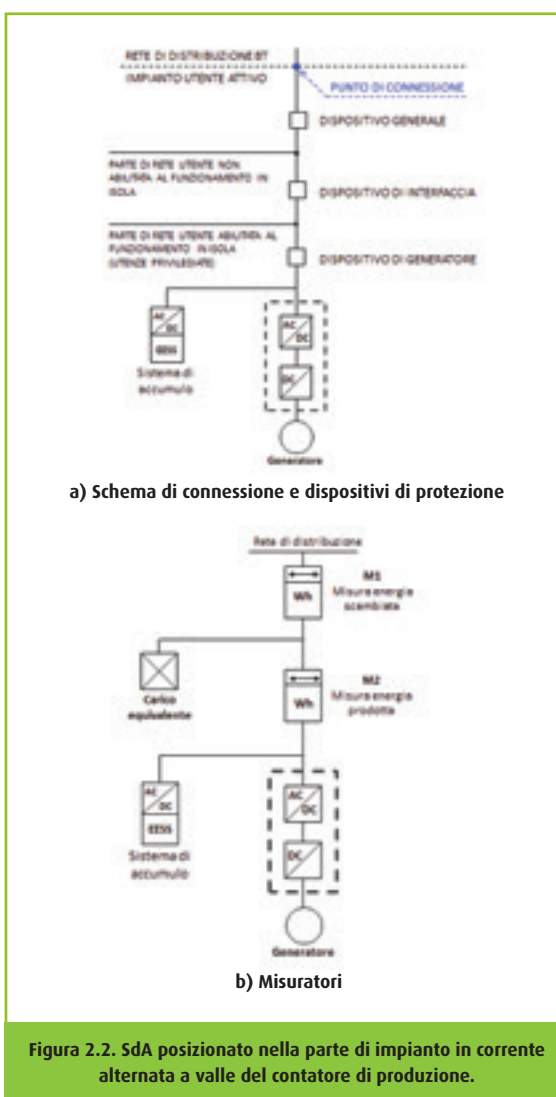 RETE DI DISTRIBUZIONE BT
IMPIANTO UTENTE ATTIVO
PUNTO DI CONNESSIONE
DISPOSITIVO GENERALE
PARTE DI RETE UTENTE NON
ABILITATA AL FUNZIONAMENTO IN
ISOLA
DISPOSITIVO DI INTERFACCIA
PARTE DI RETE UTENTE ABILITATA AL
FUNZIONAMENTO IN ISOLA
(UTENZE PRIVILEGIATE)
DISPOSITIVO DI GENERATORE
AC
DC
EESS
Sistema di
accumulo
AC
DC
DC
Generatore
a) Schema di connessione e dispositivi di protezione
Rete di distribuzione
Wh
M1
Misura energia
scambiata
Carico
equivalente
Wh
M2
Misura energia
prodotta
AC
DC
EESS
Sistema di
accumulo
AC
DC
DC
Generatore
b) Misuratori
Figura 2.2. SdA posizionato nella parte di impianto in corrente
alternata a valle del contatore di produzione.